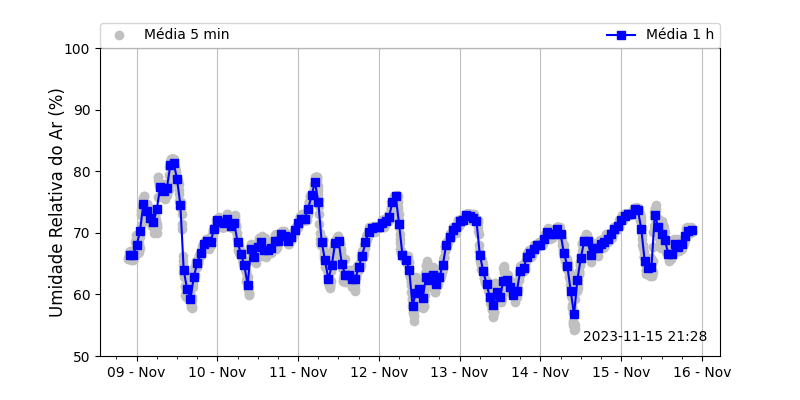 Média 5 min Média 1 h
Umidade Relativa do Ar (%)
100
90
80
70
60
50
2023-11-15 21:28
09 - Nov 10 - Nov 11 - Nov 12 - Nov 13 - Nov 14 - Nov 15 - Nov 16 - Nov